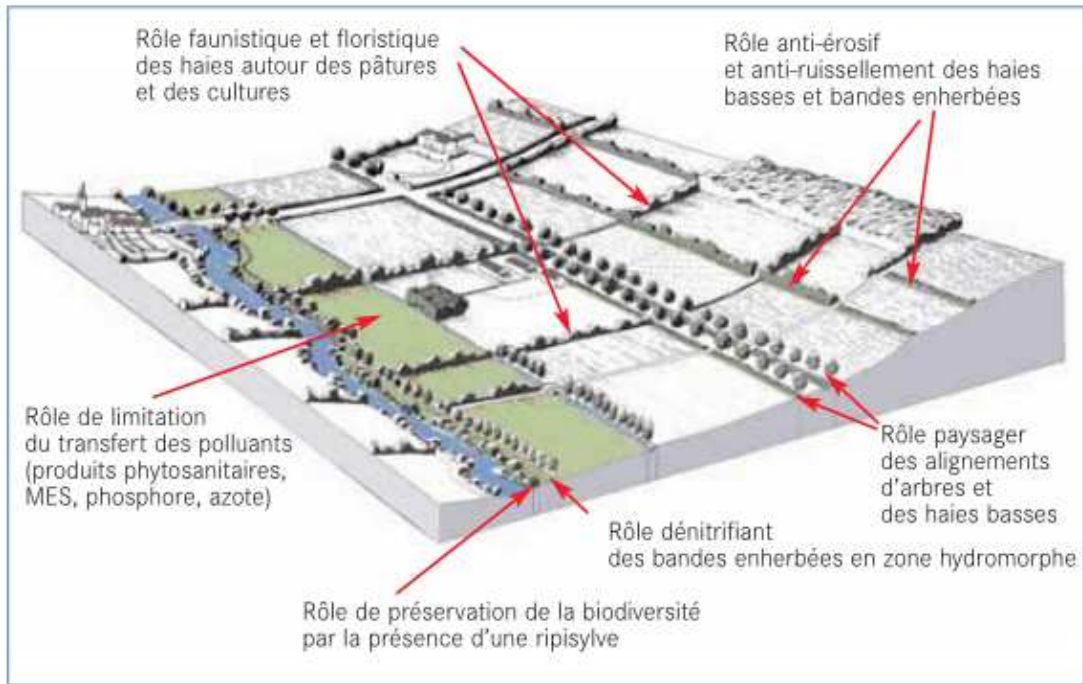 Rôle faunistique et floristique
des haies autour des pâtures
et des cultures
Rôle anti-érosif
et anti-ruissellement des haies
basses et bandes enherbées
Rôle de limitation
du transfert des polluants
(produits phytosanitaires,
MES, phosphore, azote)
Rôle paysager
des alignements
d'arbres et
des haies basses
Rôle dénitrifiant
des bandes enherbées en zone hydromorphe
Rôle de préservation de la biodiversité
par la présence d'une ripisylve